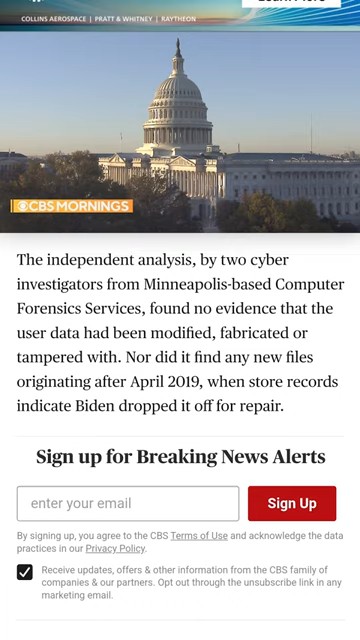 COLLINS AEROSPACE | PRATT & WHITNEY | RAYTHEON
CBS MORNINGS
The independent analysis, by two cyber
investigators from Minneapolis-based Computer
Forensics Services, found no evidence that the
user data had been modified, fabricated or
tampered with. Nor did it find any new files
originating after April 2019, when store records
indicate Biden dropped it off for repair.
Sign up for Breaking News Alerts
enter your email
Sign Up
By signing up, you agree to the CBS Terms of Use and acknowledge the data
practices in our Privacy Policy.
Receive updates, offers & other information from the CBS family of
companies & our partners. Opt out through the unsubscribe link in any
marketing email.